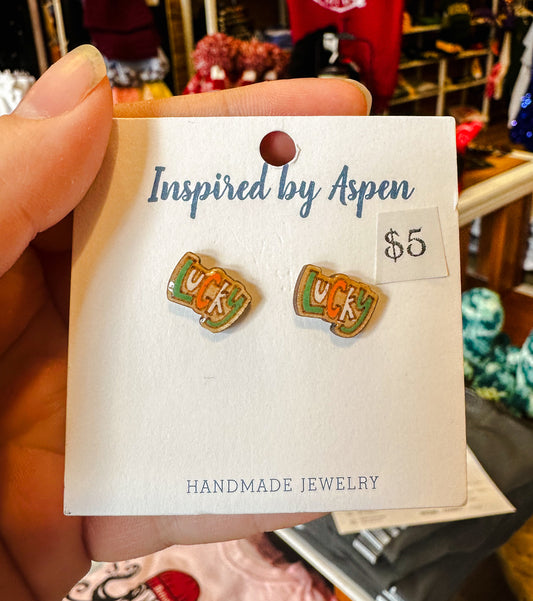 Inspired by Aspen
$5
LUCKY LUCKY
HANDMADE JEWELRY